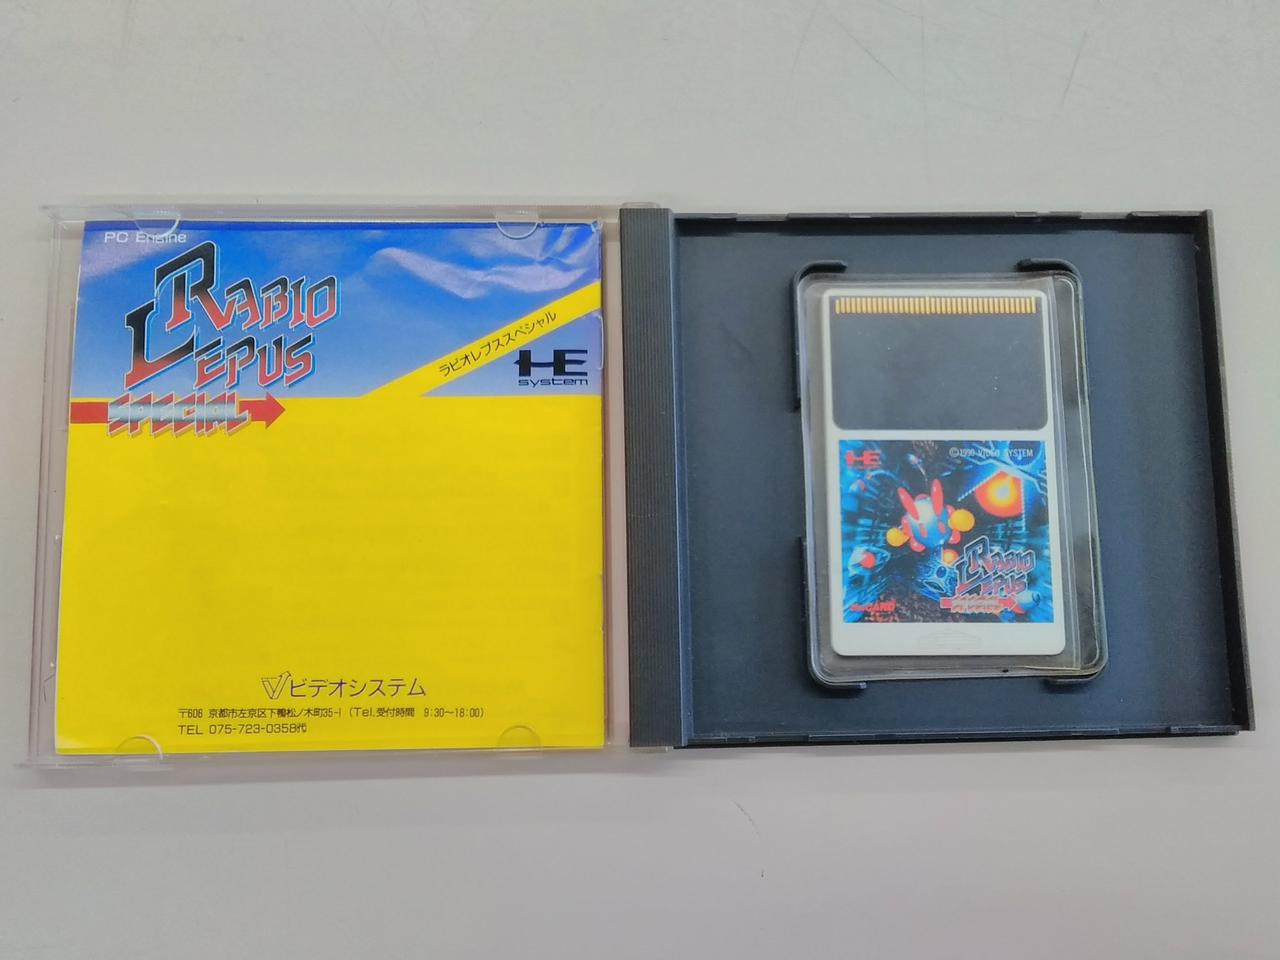 PC Engine
RABIO
LEPUS
SPECIAL
ラビオレプススペシャル
HE
system
ビデオシステム
〒606 京都市左京区下鴨松ノ木町35-1 (Tel.受付時間 9:30〜18:00)
TEL 075-723-0358代
HE
©1990 VIDEO SYSTEM
RABIO
LEPUS
SPECIAL
HuCARD